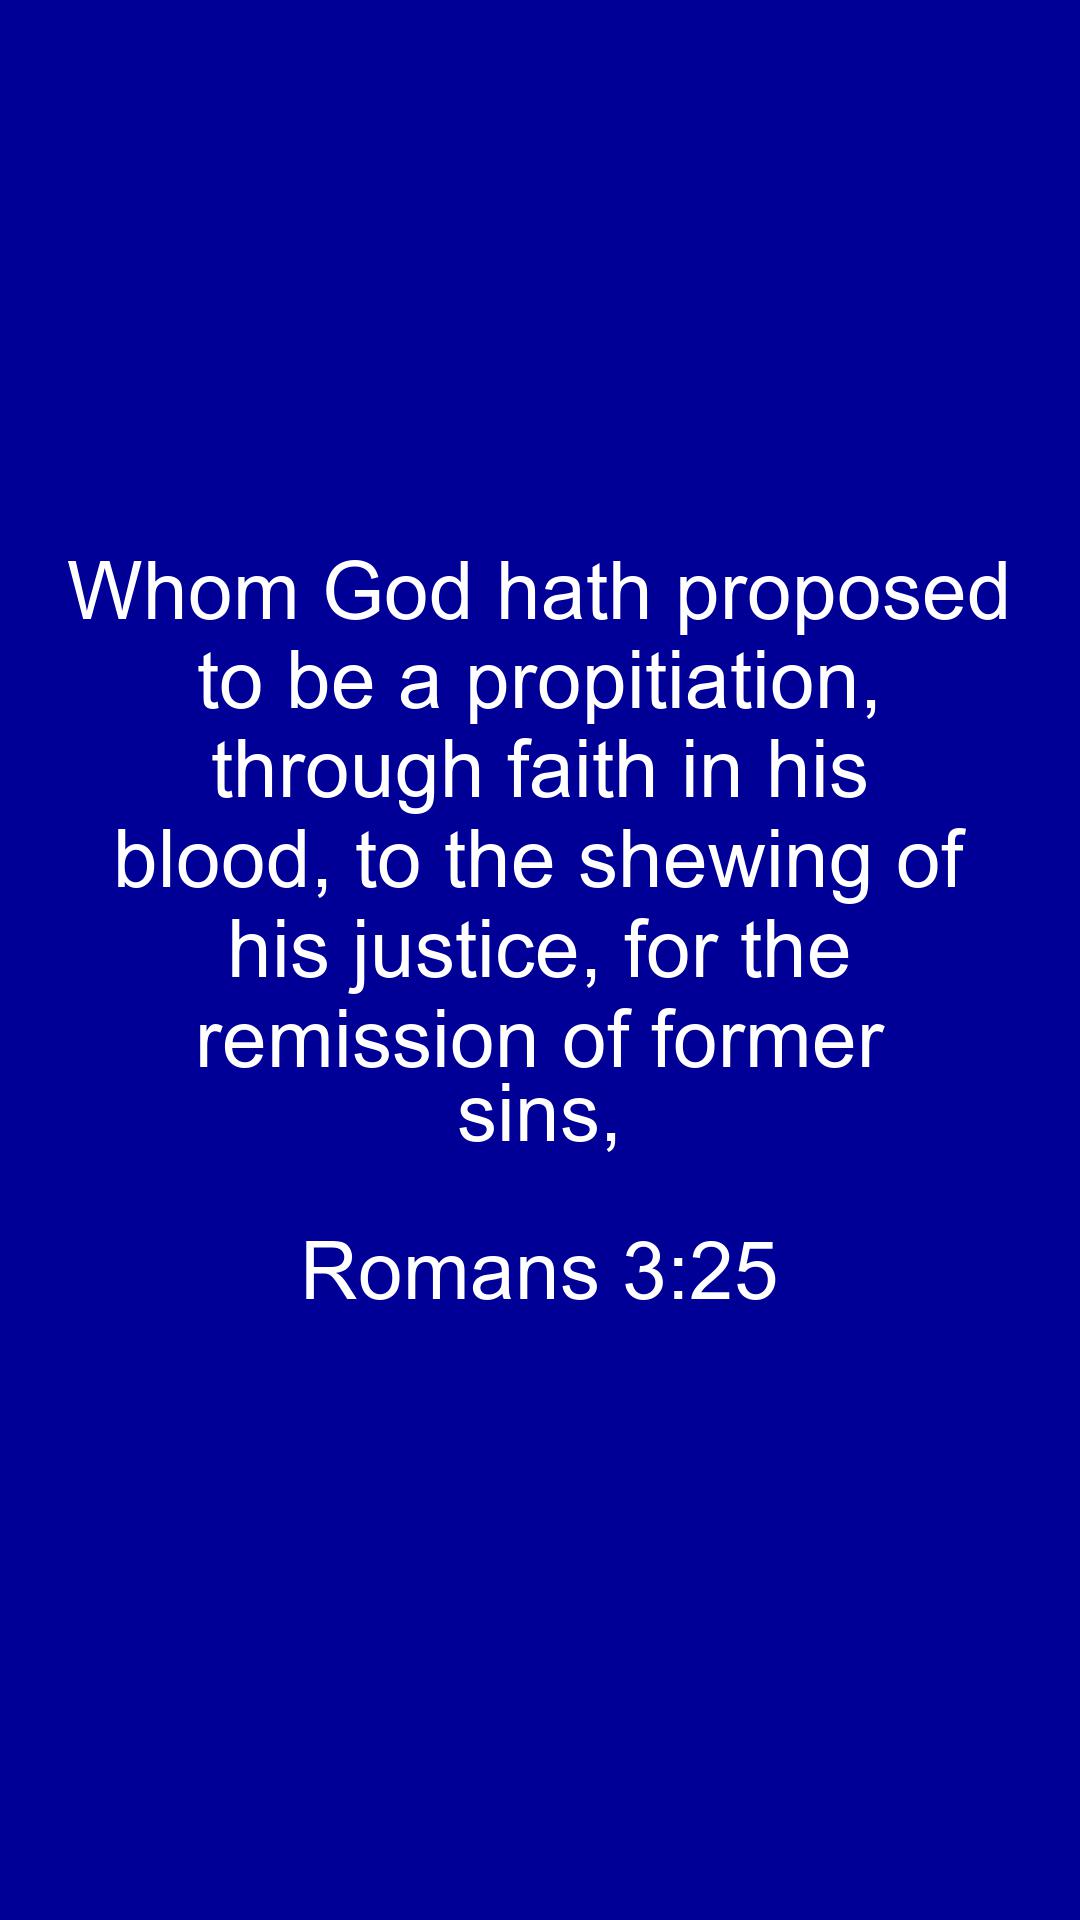 Whom God hath proposed
to be a propitiation,
through faith in his
blood, to the shewing of
his justice, for the
remission of former
sins,
Romans 3:25